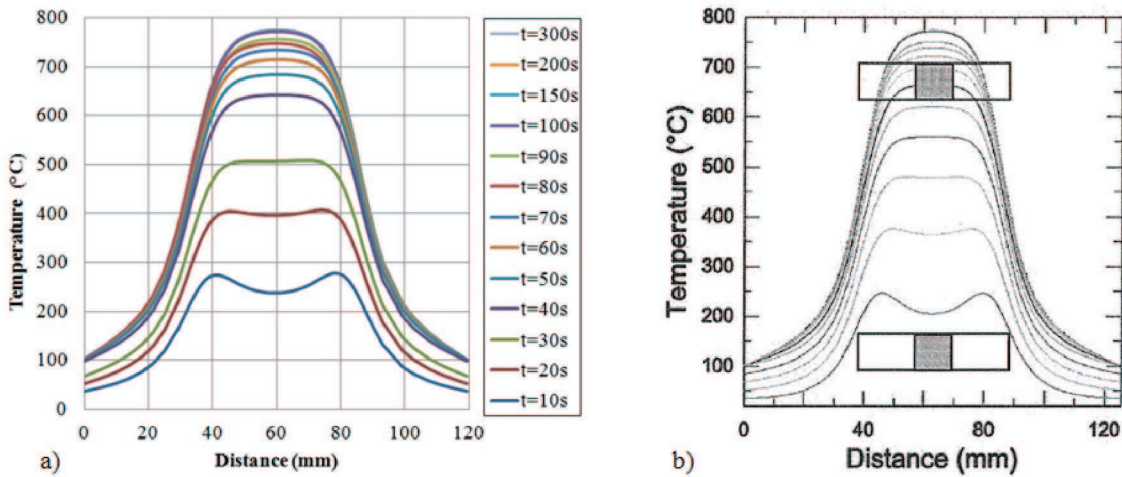 800
700
600
500
400
300
200
100
0
Temperature (°C)
0 20 40 60 80 100 120
Distance (mm)
a)
t=300s
t=200s
t=150s
t=100s
t=90s
t=80s
t=70s
t=60s
t=50s
t=40s
t=30s
t=20s
t=10s
800
700
600
500
400
300
200
100
Temperature (°C)
0 40 80 120
Distance (mm)
b)